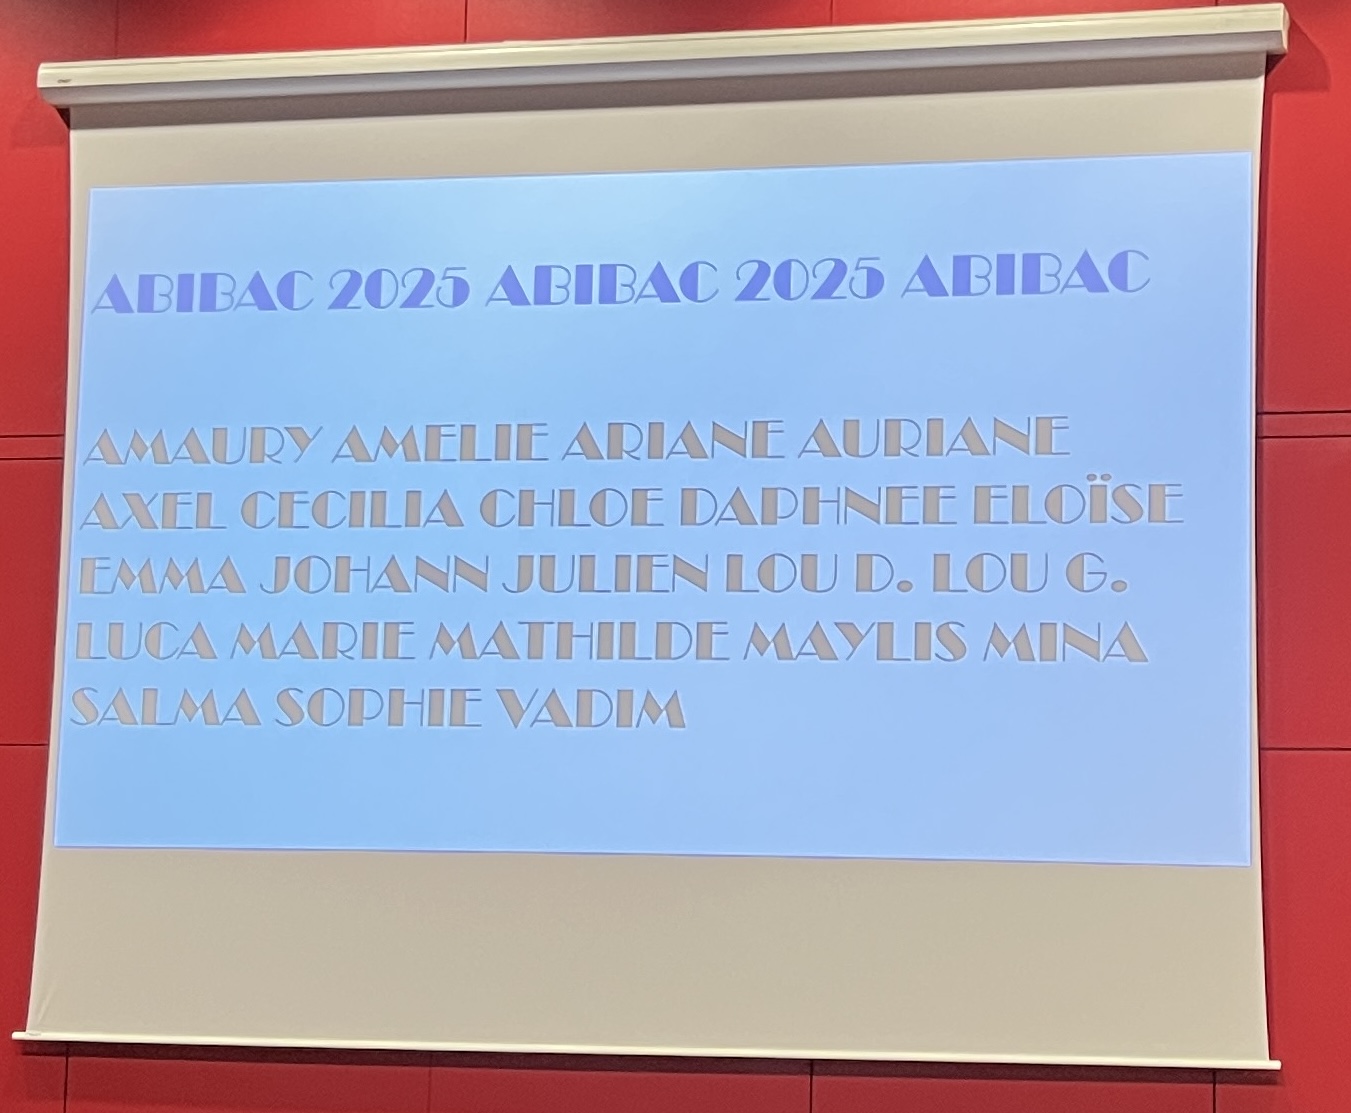 ABIBAC 2025 ABIBAC 2025 ABIBAC
AMAURY AMELIE ARIANE AURIANE
AXEL CECILIA CHLOE DAPHNEE ELOÏSE
EMMA JOHANN JULIEN LOU D. LOU G.
LUCA MARIE MATHILDE MAYLIS MINA
SALMA SOPHIE VADIM